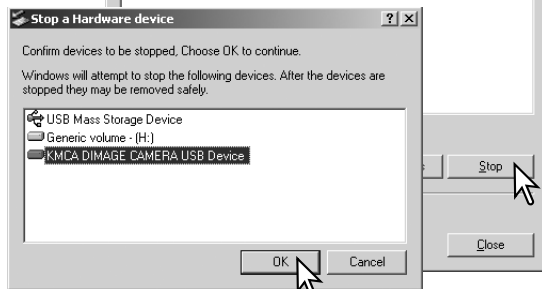 Stop a Hardware device
Confirm devices to be stopped, Choose OK to continue.
Windows will attempt to stop the following devices. After the devices are
stopped they may be removed safely.
USB Mass Storage Device
Generic volume - (H:)
KMCA DIMAGE CAMERA USB Device
Stop
Close
OK
Cancel